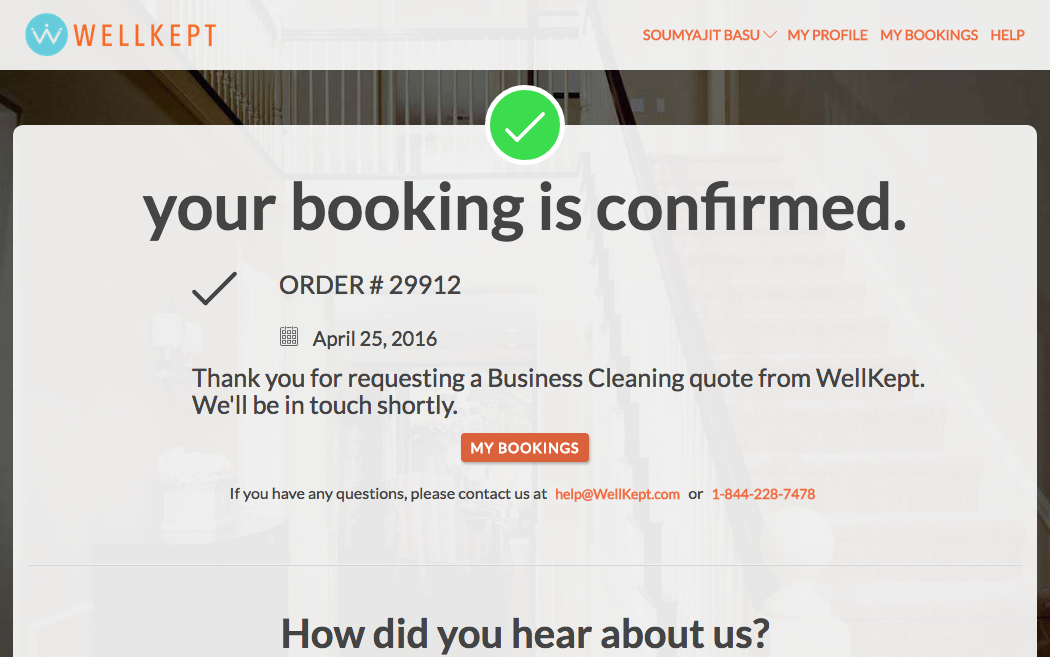 WELLKEPT
SOUMYAJIT BASU MY PROFILE MY BOOKINGS HELP
your booking is confirmed.
ORDER # 29912
April 25, 2016
Thank you for requesting a Business Cleaning quote from WellKept.
We'll be in touch shortly.
MY BOOKINGS
If you have any questions, please contact us at help@WellKept.com or 1-844-228-7478
How did you hear about us?